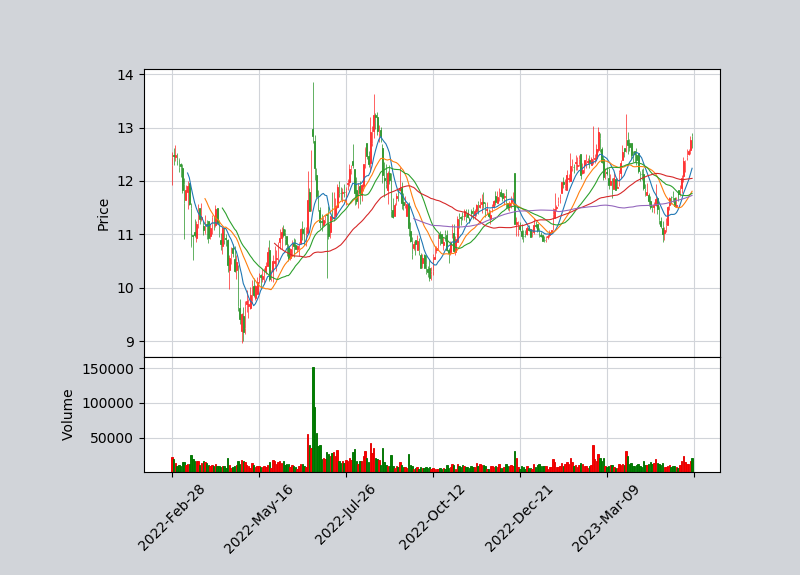 14
13
12
11
10
9
Price
150000
100000
50000
Volume
2022-Feb-28
2022-May-16
2022-Jul-26
2022-Oct-12
2022-Dec-21
2023-Mar-09